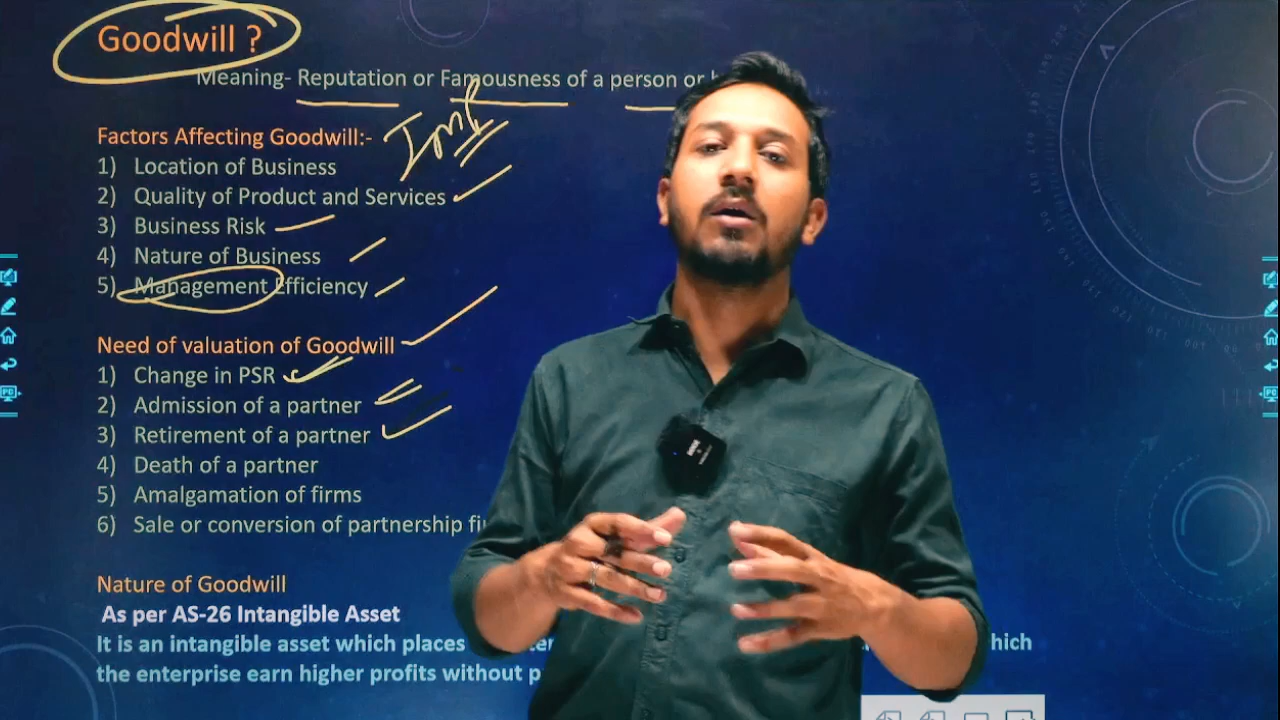 Goodwill ?
Meaning- Reputation or Famousness of a person or
Factors Affecting Goodwill:-
Imp
1) Location of Business
2) Quality of Product and Services
3) Business Risk
4) Nature of Business
5) Management Efficiency
Need of valuation of Goodwill
1) Change in PSR
2) Admission of a partner
3) Retirement of a partner
4) Death of a partner
5) Amalgamation of firms
6) Sale or conversion of partnership
Nature of Goodwill
As per AS-26 Intangible Asset
It is an intangible asset which places which
the enterprise earn higher profits without